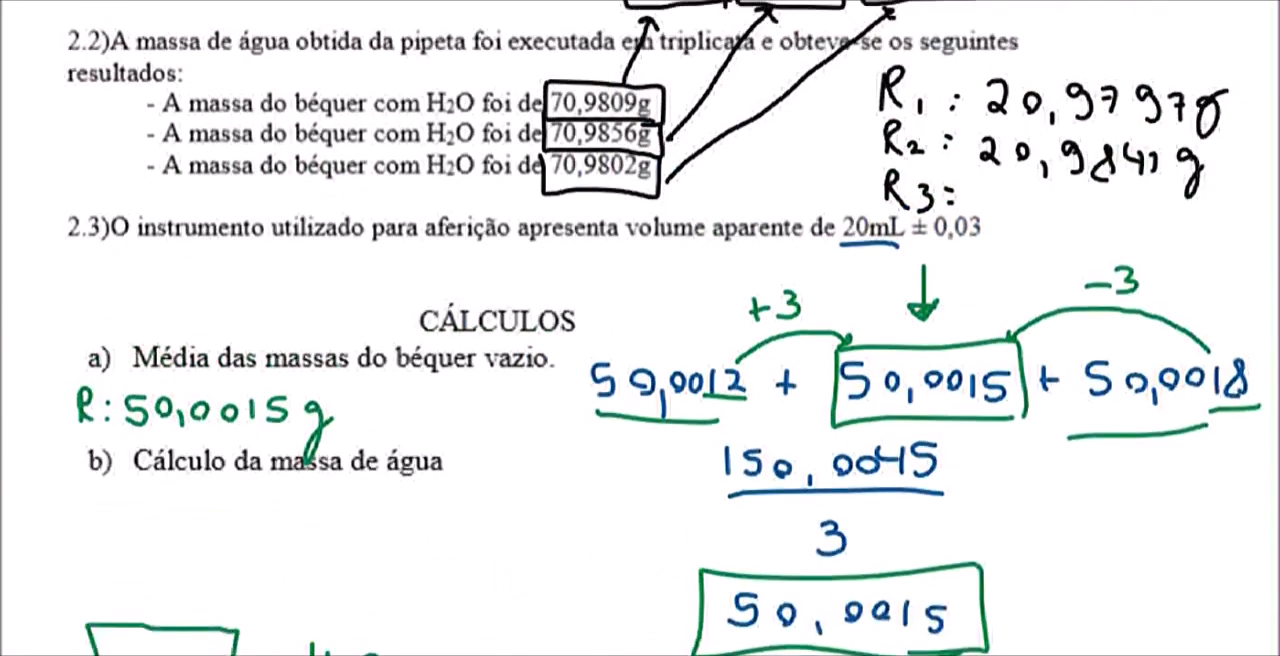 2.2)A massa de água obtida da pipeta foi executada em triplicata e obteve-se os seguintes
resultados:
- A massa do béquer com H₂O foi de 70,9809g
- A massa do béquer com H₂O foi de 70,9856g
- A massa do béquer com H₂O foi de 70,9802g
R₁ : 20,9797g
R₂ : 20,9841g
R3:
2.3)O instrumento utilizado para aferição apresenta volume aparente de 20mL ± 0,03
CÁLCULOS
+3
-3
a) Média das massas do béquer vazio.
50,0012 + 50,0015 + 50,0018
R: 50,0015g
150,0045
b) Cálculo da massa de água
3
50,0015